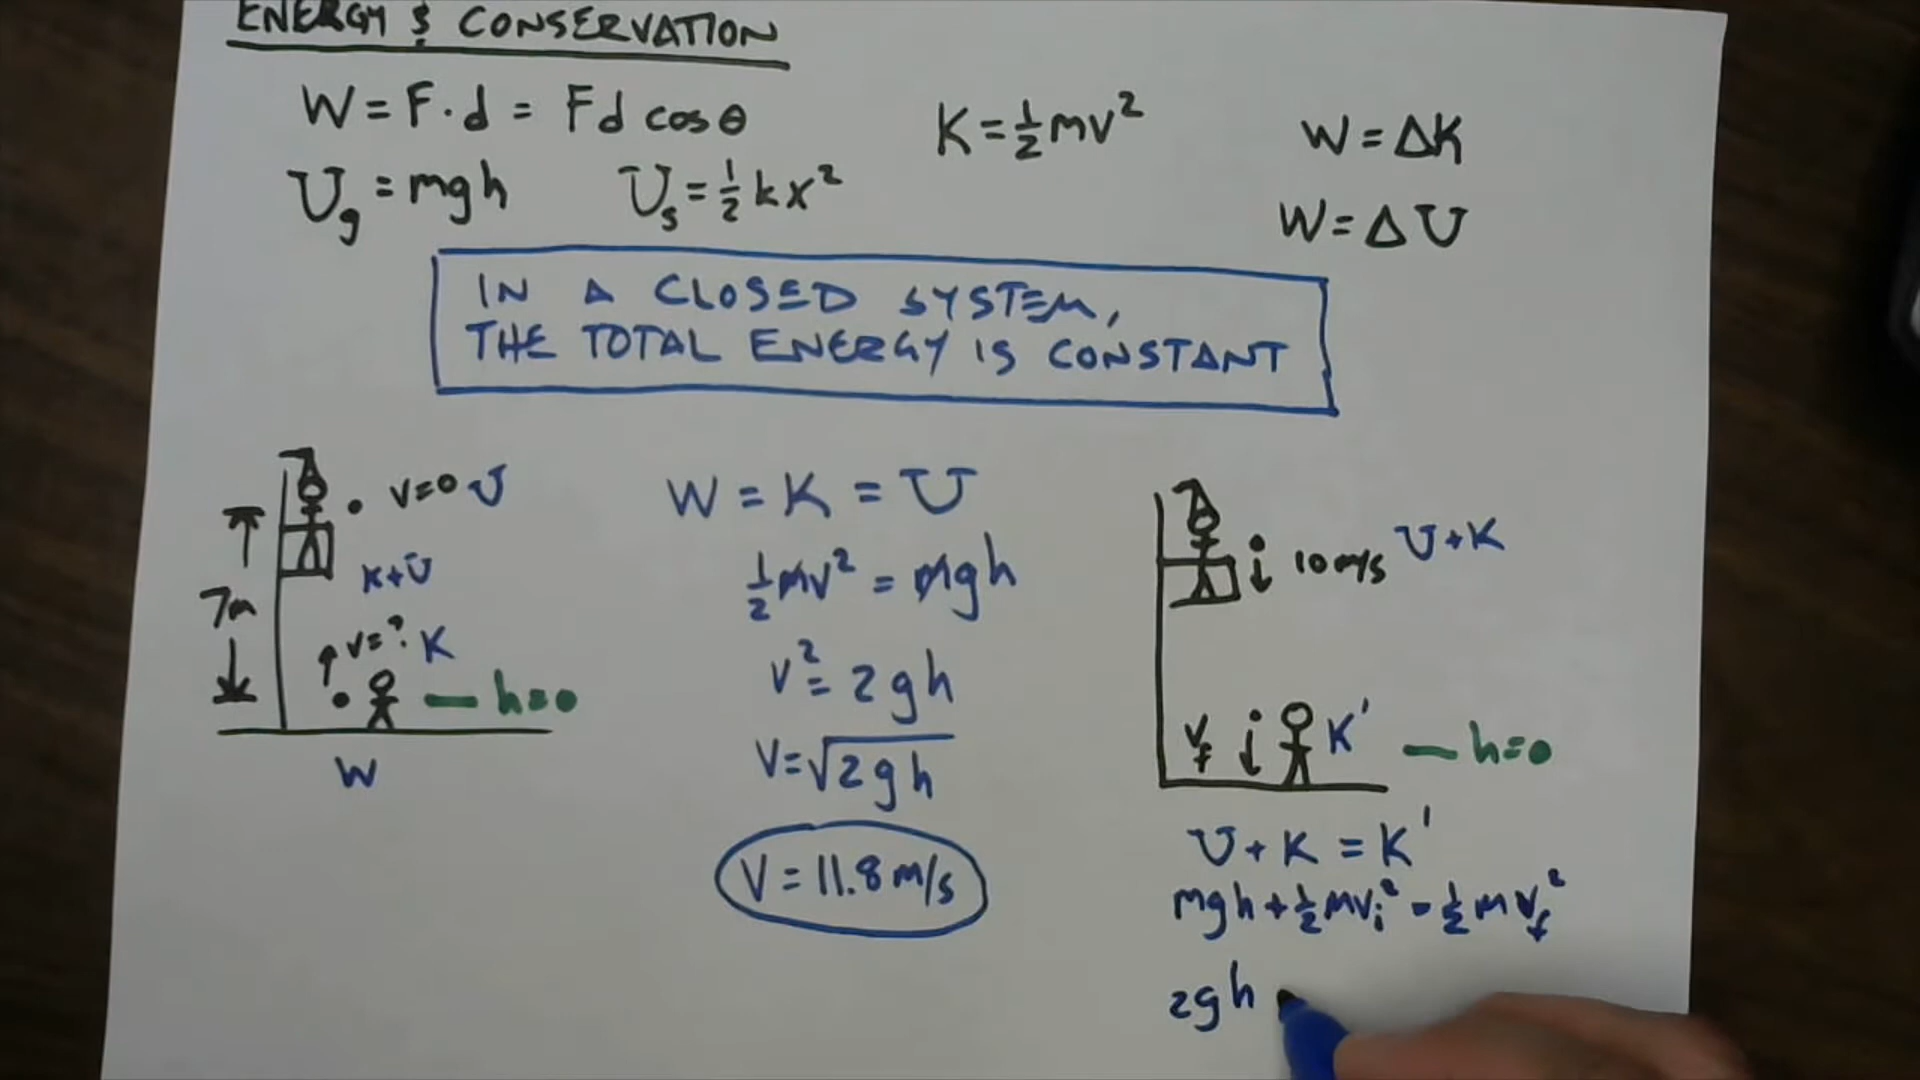 ENERGY & CONSERVATION
W = F · d = Fd cos θ
K = ½mv²
W = ΔK
U_g = mgh
U_s = ½kx²
W = ΔU
IN A CLOSED SYSTEM,
THE TOTAL ENERGY IS CONSTANT
v=0 U
K+U
7m
v=? K
h=0
W
W = K = U
½mv² = mgh
v² = 2gh
v = √2gh
V = 11.8 m/s
10 m/s U+K
v_f K'
h=0
U + K = K'
mgh + ½mv_i² = ½mv_f²
2gh